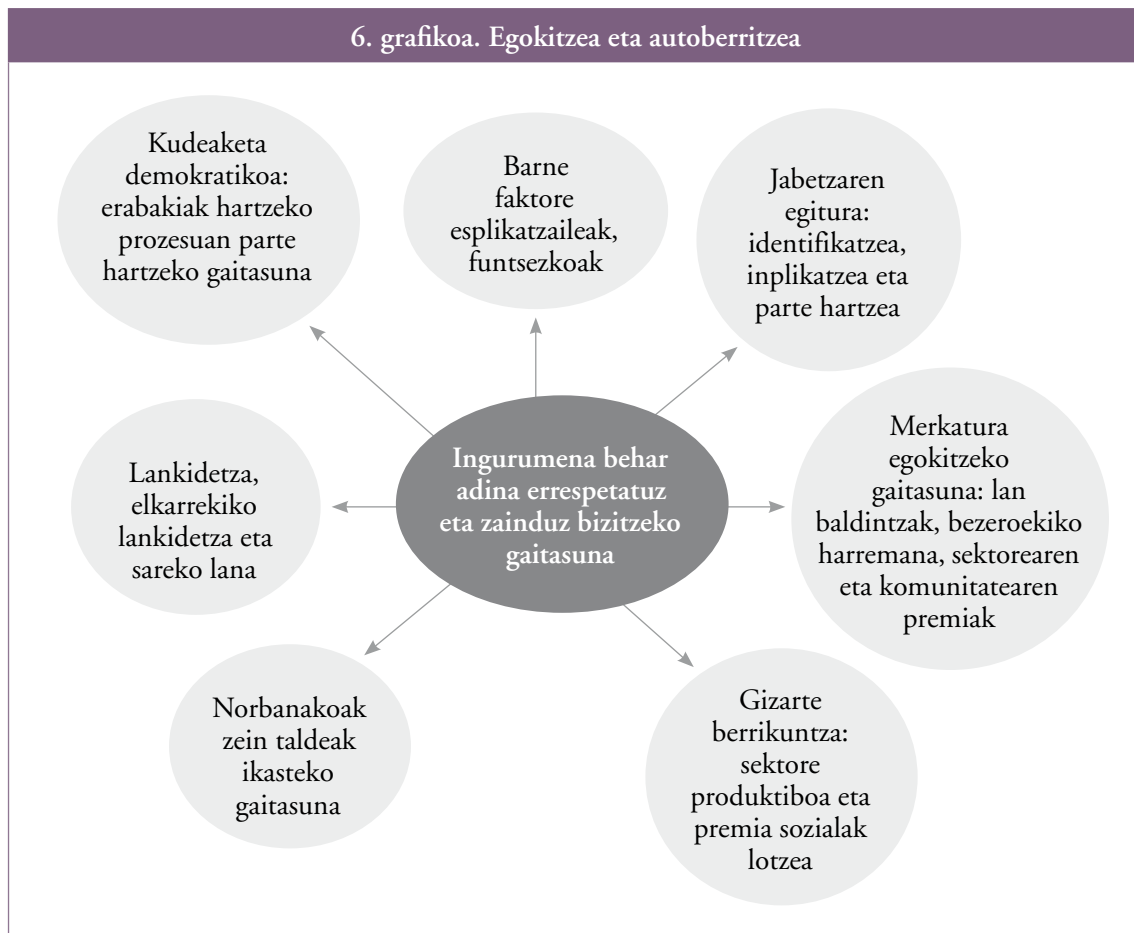 6. grafikoa. Egokitzea eta autoberritzea
Kudeaketa
demokratikoa:
erabakiak hartzeko
prozesuan parte
hartzeko gaitasuna
Barne
faktore
esplikatzaileak,
funtsezkoak
Jabetzaren
egitura:
identifikatzea,
inplikatzea eta
parte hartzea
Lankidetza,
elkarrekiko
lankidetza eta
sareko lana
Ingurumena behar
adina errespetatuz
eta zainduz bizitzeko
gaitasuna
Merkatura
egokitzeko
gaitasuna: lan
baldintzak, bezeroekiko
harremana, sektorearen
eta komunitatearen
premiak
Norbanakoak
zein taldeak
ikasteko
gaitasuna
Gizarte
berrikuntza:
sektore
produktiboa eta
premia sozialak
lotzea